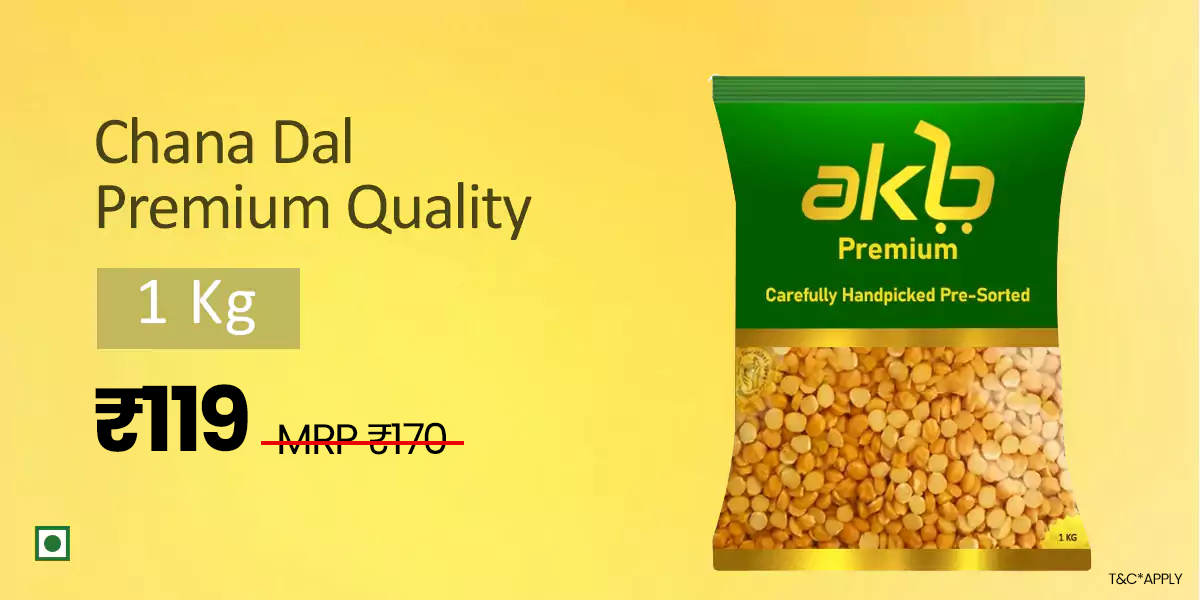 Chana Dal
Premium Quality
1 Kg
₹119 MRP ₹170
akb
Premium
Carefully Handpicked Pre-Sorted
1 KG
T&C*APPLY